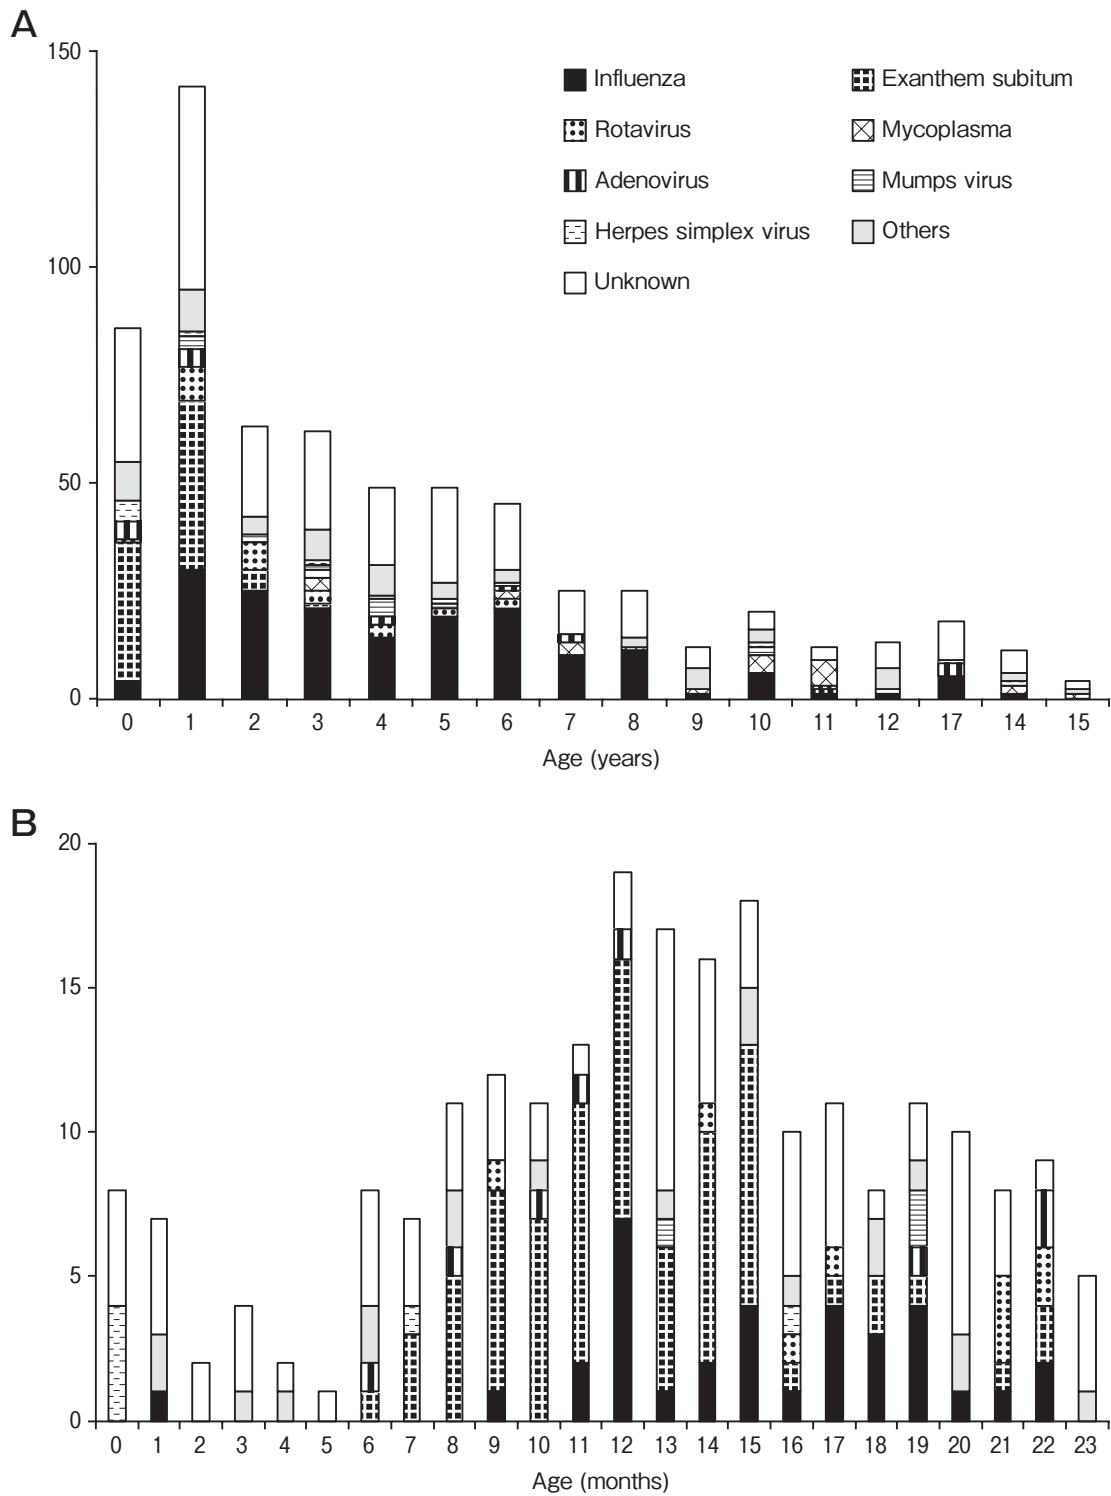 A
150
100
50
0
Influenza
Exanthem subitum
Rotavirus
Mycoplasma
Adenovirus
Mumps virus
Herpes simplex virus
Others
Unknown
0 1 2 3 4 5 6 7 8 9 10 11 12 17 14 15
Age (years)
B
20
15
10
5
0
0 1 2 3 4 5 6 7 8 9 10 11 12 13 14 15 16 17 18 19 20 21 22 23
Age (months)